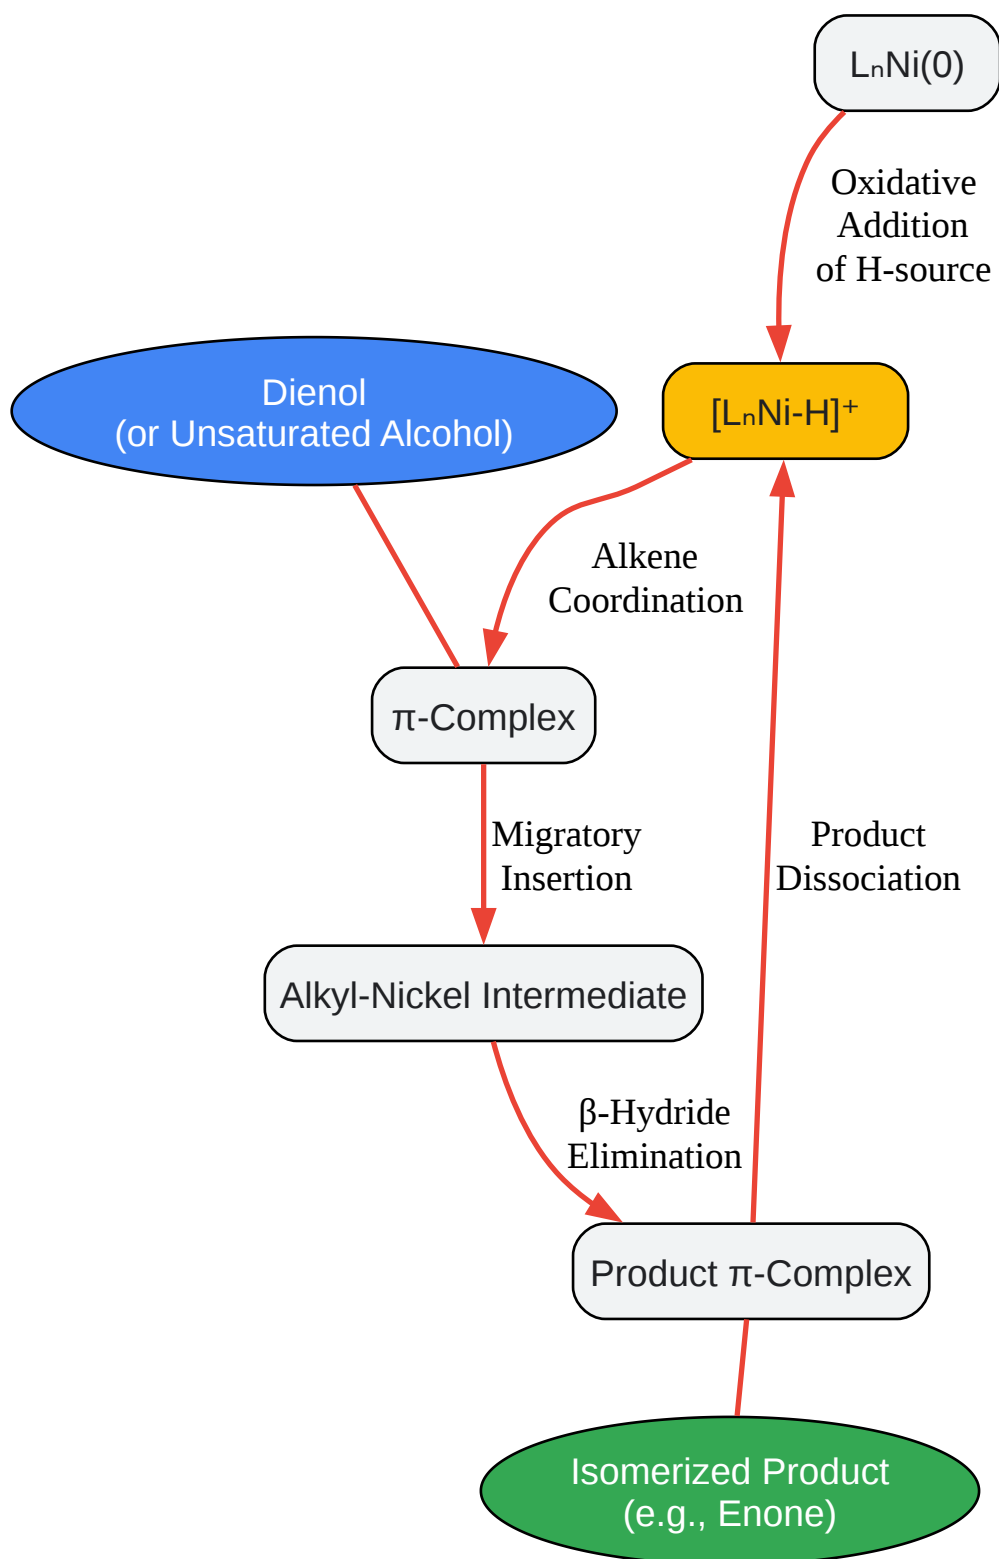 LₙNi(0)
Oxidative
Addition
of H-source
Dienol
(or Unsaturated Alcohol)
[LₙNi-H]⁺
Alkene
Coordination
π-Complex
Migratory
Insertion
Product
Dissociation
Alkyl-Nickel Intermediate
β-Hydride
Elimination
Product π-Complex
Isomerized Product
(e.g., Enone)